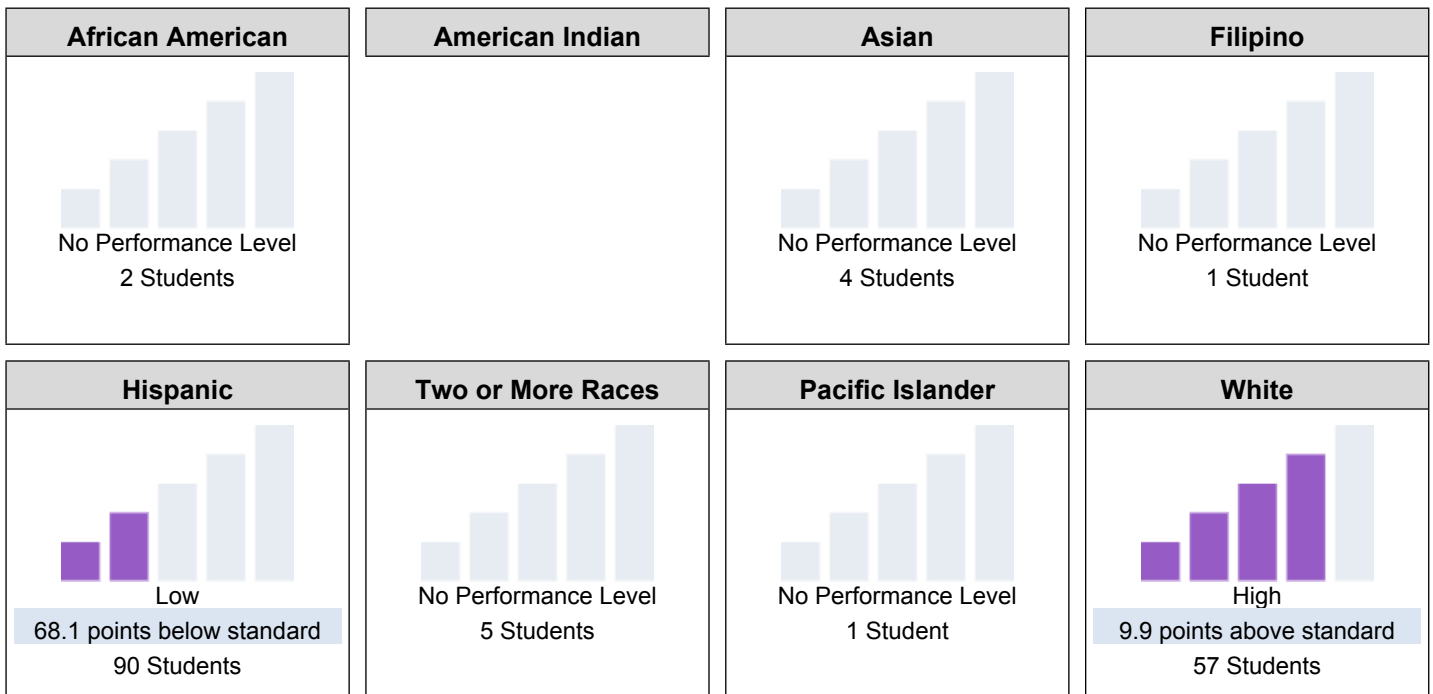 African American
No Performance Level
2 Students
American Indian
Asian
No Performance Level
4 Students
Filipino
No Performance Level
1 Student
Hispanic
Low
68.1 points below standard
90 Students
Two or More Races
No Performance Level
5 Students
Pacific Islander
No Performance Level
1 Student
White
High
9.9 points above standard
57 Students